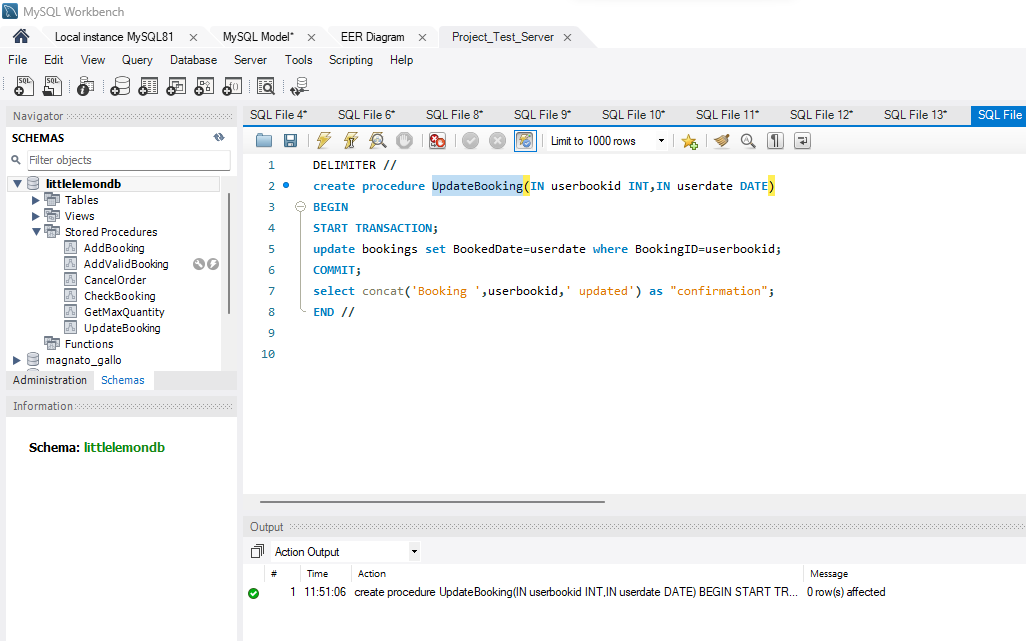 MySQL Workbench
Local instance MySQL81 × MySQL Model* × EER Diagram × Project_Test_Server ×
File Edit View Query Database Server Tools Scripting Help
Navigator
SCHEMAS
Filter objects
littlelemondb
Tables
Views
Stored Procedures
AddBooking
AddValidBooking
CancelOrder
CheckBooking
GetMaxQuantity
UpdateBooking
Functions
magnato_gallo
Administration Schemas
Information
Schema: littlelemondb
SQL File 4* SQL File 6* SQL File 8* SQL File 9* SQL File 10* SQL File 11* SQL File 12* SQL File 13* SQL File
Limit to 1000 rows
1 DELIMITER //
2 create procedure UpdateBooking(IN userbookid INT,IN userdate DATE)
3 BEGIN
4 START TRANSACTION;
5 update bookings set BookedDate=userdate where BookingID=userbookid;
6 COMMIT;
7 select concat('Booking ',userbookid,' updated') as "confirmation";
8 END //
9
10
Output
Action Output
# Time Action Message
1 11:51:06 create procedure UpdateBooking(IN userbookid INT,IN userdate DATE) BEGIN START TR... 0 row(s) affected